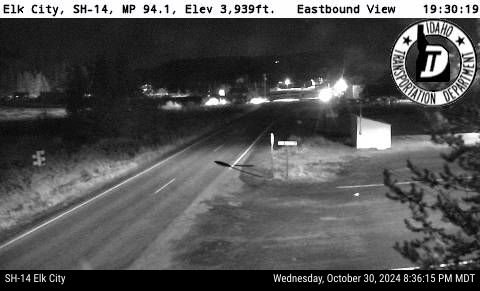 Elk City, SH-14, MP 94.1, Elev 3,939ft.   Eastbound View   19:30:19
IDAHO
TRANSPORTATION DEPARTMENT
SH-14 Elk City   Wednesday, October 30, 2024 8:36:15 PM MDT